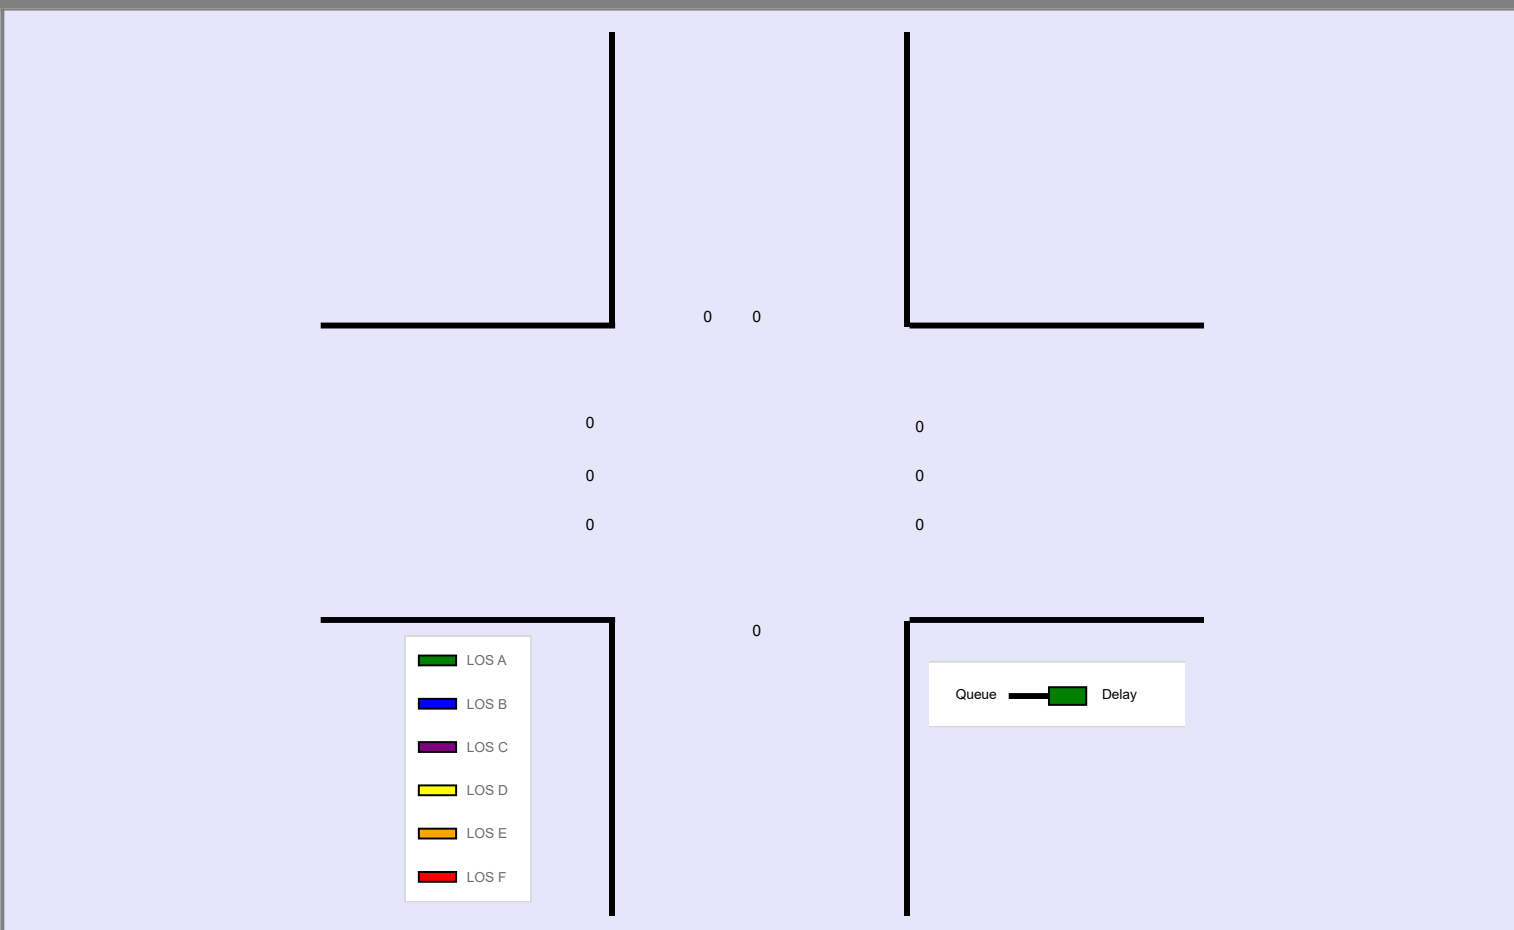 0 0
0 0
0 0
0 0
0
LOS A
LOS B
LOS C
LOS D
LOS E
LOS F
Queue Delay